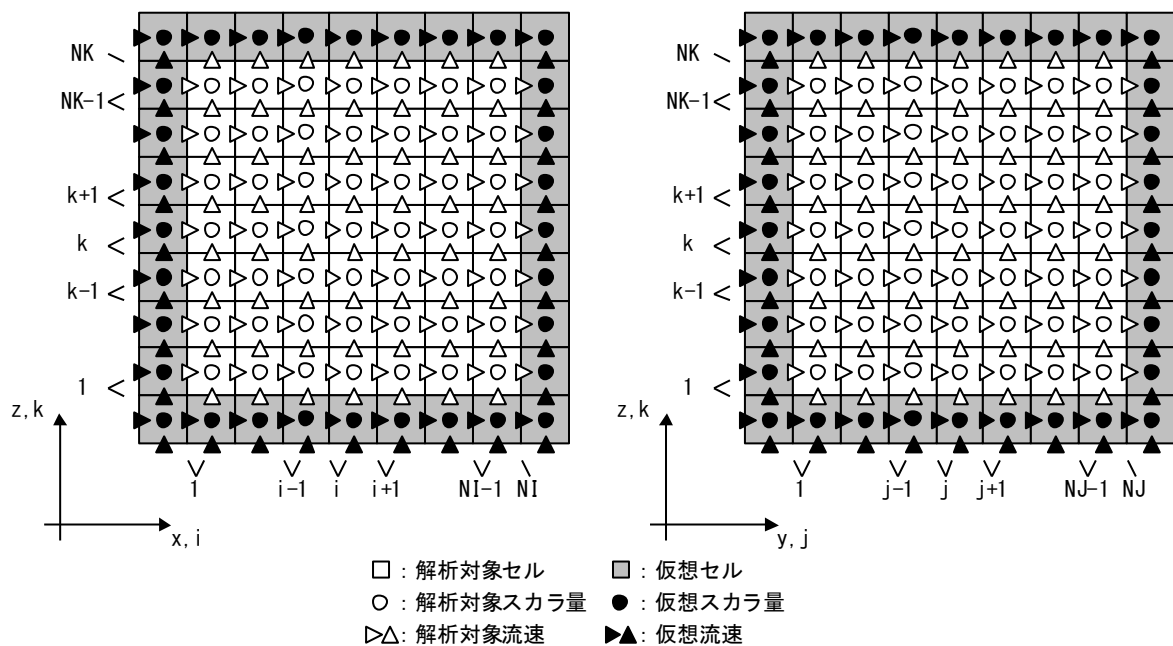 NK
NK-1
k+1
k
k-1
1
z,k
1
i-1
i
i+1
NI-1
NI
x,i
NK
NK-1
k+1
k
k-1
1
z,k
1
j-1
j
j+1
NJ-1
NJ
y,j
：解析対象セル
：仮想セル
：解析対象スカラ量
：仮想スカラ量
：解析対象流速
：仮想流速